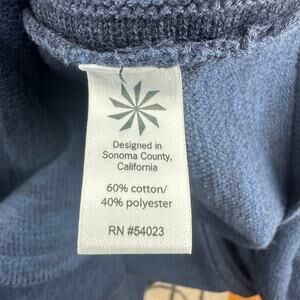 Designed in
Sonoma County,
California
60% cotton/
40% polyester
RN #54023